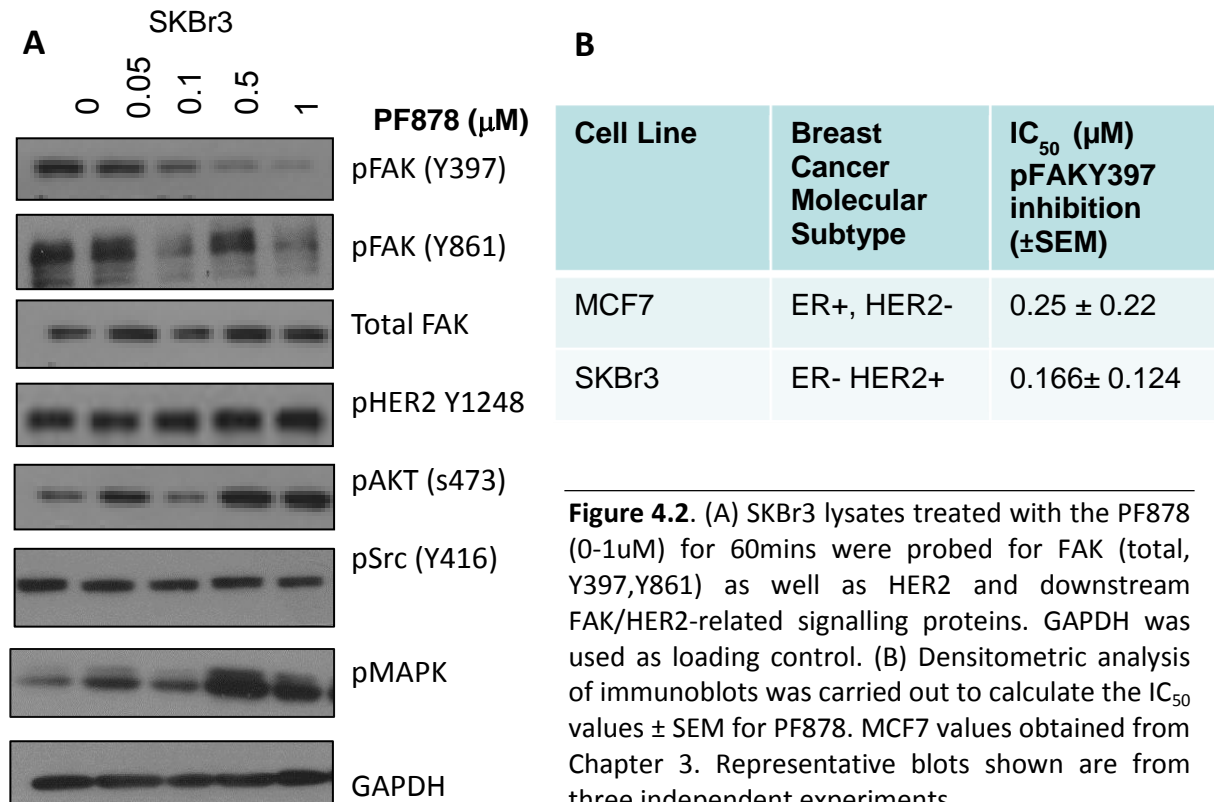 A
SKBr3
0 0.05 0.1 0.5 1
PF878 (µM)
pFAK (Y397)
pFAK (Y861)
Total FAK
pHER2 Y1248
pAKT (s473)
pSrc (Y416)
pMAPK
GAPDH
B
Cell Line
Breast
Cancer
Molecular
Subtype
IC50 (µM)
pFAKY397
inhibition
(±SEM)
MCF7 ER+, HER2- 0.25 ± 0.22
SKBr3 ER- HER2+ 0.166± 0.124
Figure 4.2. (A) SKBr3 lysates treated with the PF878
(0-1uM) for 60mins were probed for FAK (total,
Y397,Y861) as well as HER2 and downstream
FAK/HER2-related signalling proteins. GAPDH was
used as loading control. (B) Densitometric analysis
of immunoblots was carried out to calculate the IC50
values ± SEM for PF878. MCF7 values obtained from
Chapter 3. Representative blots shown are from
three independent experiments